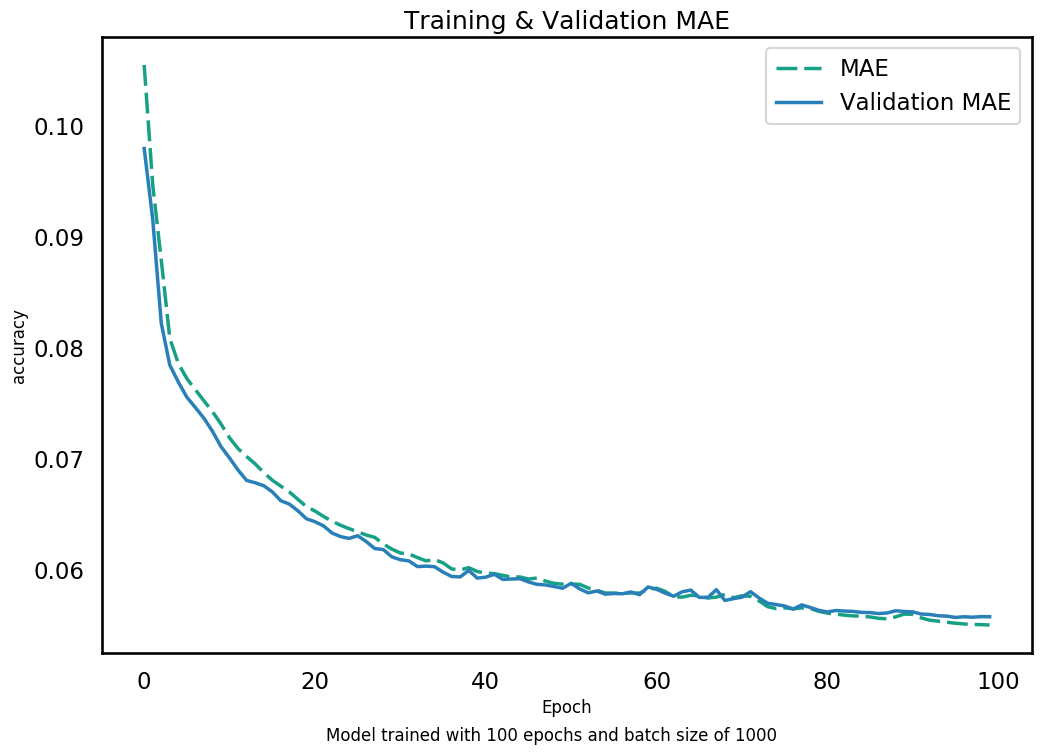 Training & Validation MAE
MAE
Validation MAE
0.10
0.09
0.08
0.07
0.06
accuracy
0 20 40 60 80 100
Epoch
Model trained with 100 epochs and batch size of 1000